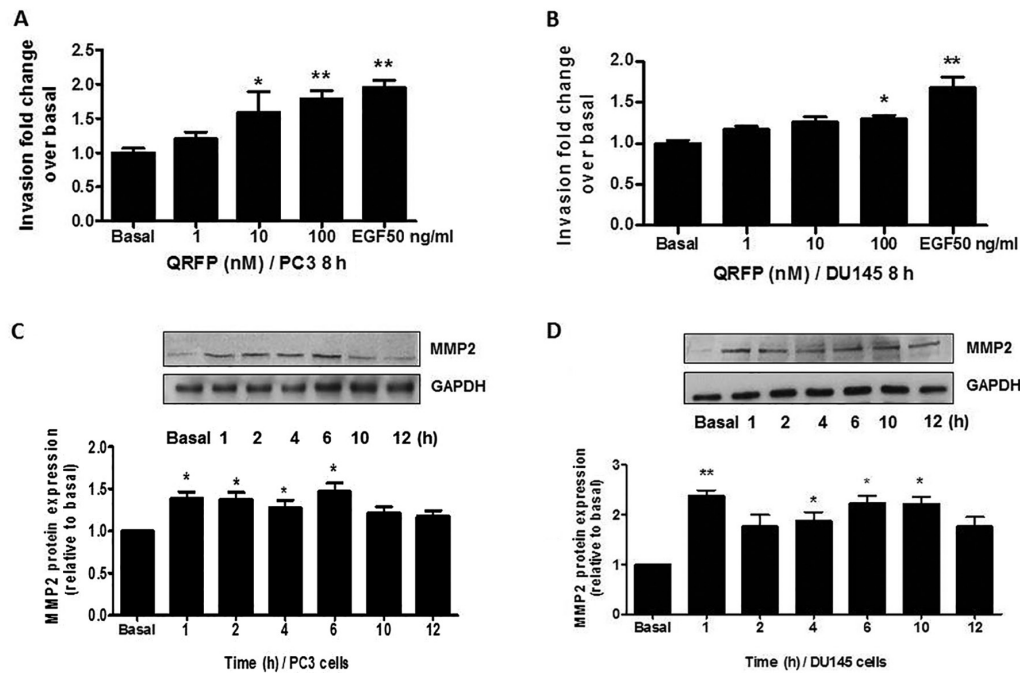 A
Invasion fold change
over basal
2.5
2.0
1.5
1.0
0.5
0.0
*
**
**
Basal 1 10 100 EGF50 ng/ml
QRFP (nM) / PC3 8 h
B
Invasion fold change
over basal
2.0
1.5
1.0
0.5
0.0
*
**
Basal 1 10 100 EGF50 ng/ml
QRFP (nM) / DU145 8 h
C
MMP2
GAPDH
Basal 1 2 4 6 10 12 (h)
MMP2 protein expression
(relative to basal)
2.0
1.5
1.0
0.5
0.0
*
*
*
*
Basal 1 2 4 6 10 12
Time (h) / PC3 cells
D
MMP2
GAPDH
Basal 1 2 4 6 10 12 (h)
MMP2 protein expression
(relative to basal)
3
2
1
0
**
*
*
*
Basal 1 2 4 6 10 12
Time (h) / DU145 cells